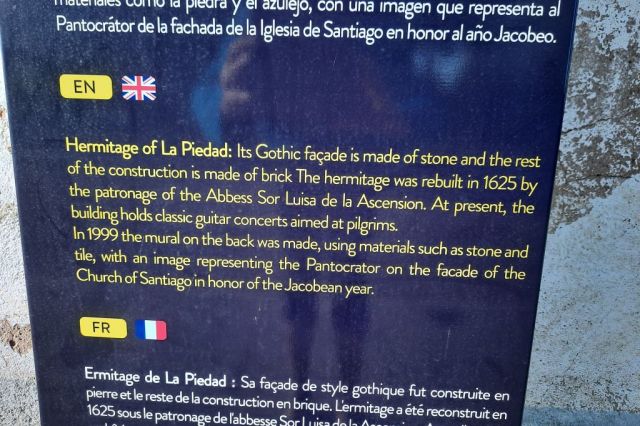 materiales como la piedra y el azulejo, con una imagen que representa al
Pantocrátor de la fachada de la Iglesia de Santiago en honor al año Jacobeo.
EN
Hermitage of La Piedad: Its Gothic façade is made of stone and the rest
of the construction is made of brick The hermitage was rebuilt in 1625 by
the patronage of the Abbess Sor Luisa de la Ascension. At present, the
building holds classic guitar concerts aimed at pilgrims.
In 1999 the mural on the back was made, using materials such as stone and
tile, with an image representing the Pantocrator on the facade of the
Church of Santiago in honor of the Jacobean year.
FR
Ermitage de La Piedad : Sa façade de style gothique fut construite en
pierre et le reste de la construction en brique. L'ermitage a été reconstruit en
1625 sous le patronage de l'abbesse Sor Luisa de la Ascension.